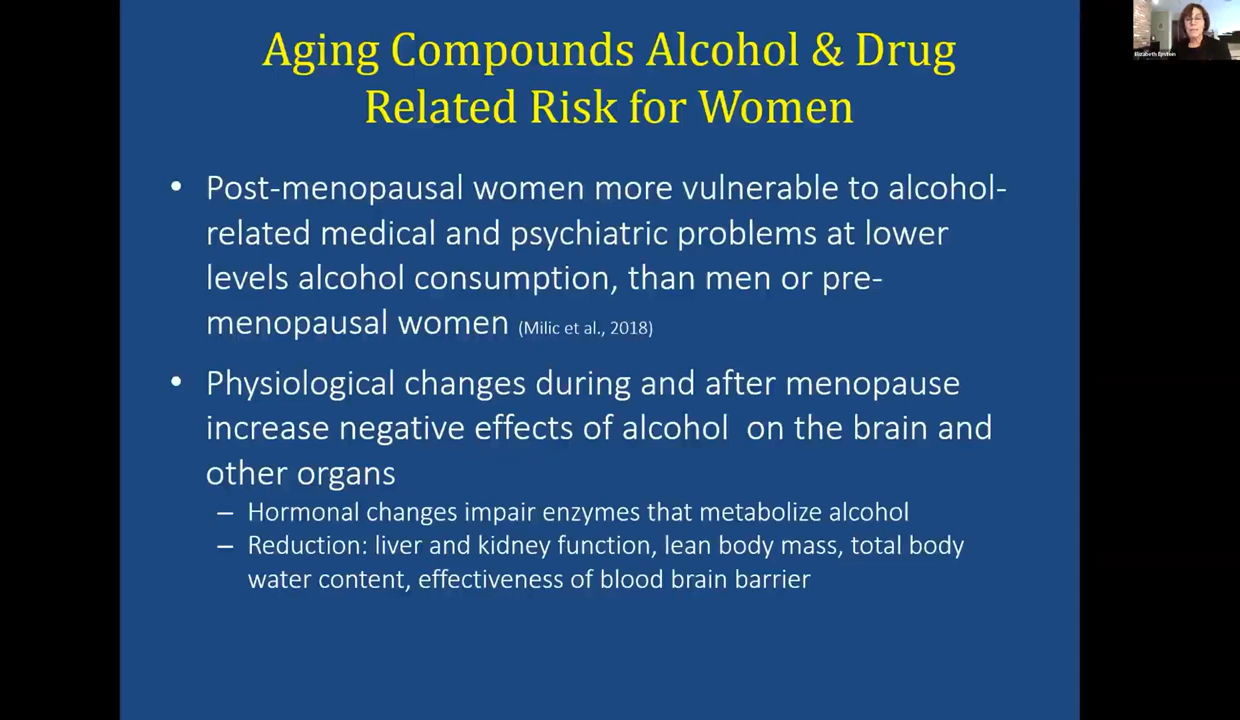 Aging Compounds Alcohol & Drug
Related Risk for Women
• Post-menopausal women more vulnerable to alcohol-
related medical and psychiatric problems at lower
levels alcohol consumption, than men or pre-
menopausal women (Milic et al., 2018)
• Physiological changes during and after menopause
increase negative effects of alcohol  on the brain and
other organs
– Hormonal changes impair enzymes that metabolize alcohol
– Reduction: liver and kidney function, lean body mass, total body
water content, effectiveness of blood brain barrier
Elizabeth Epstein